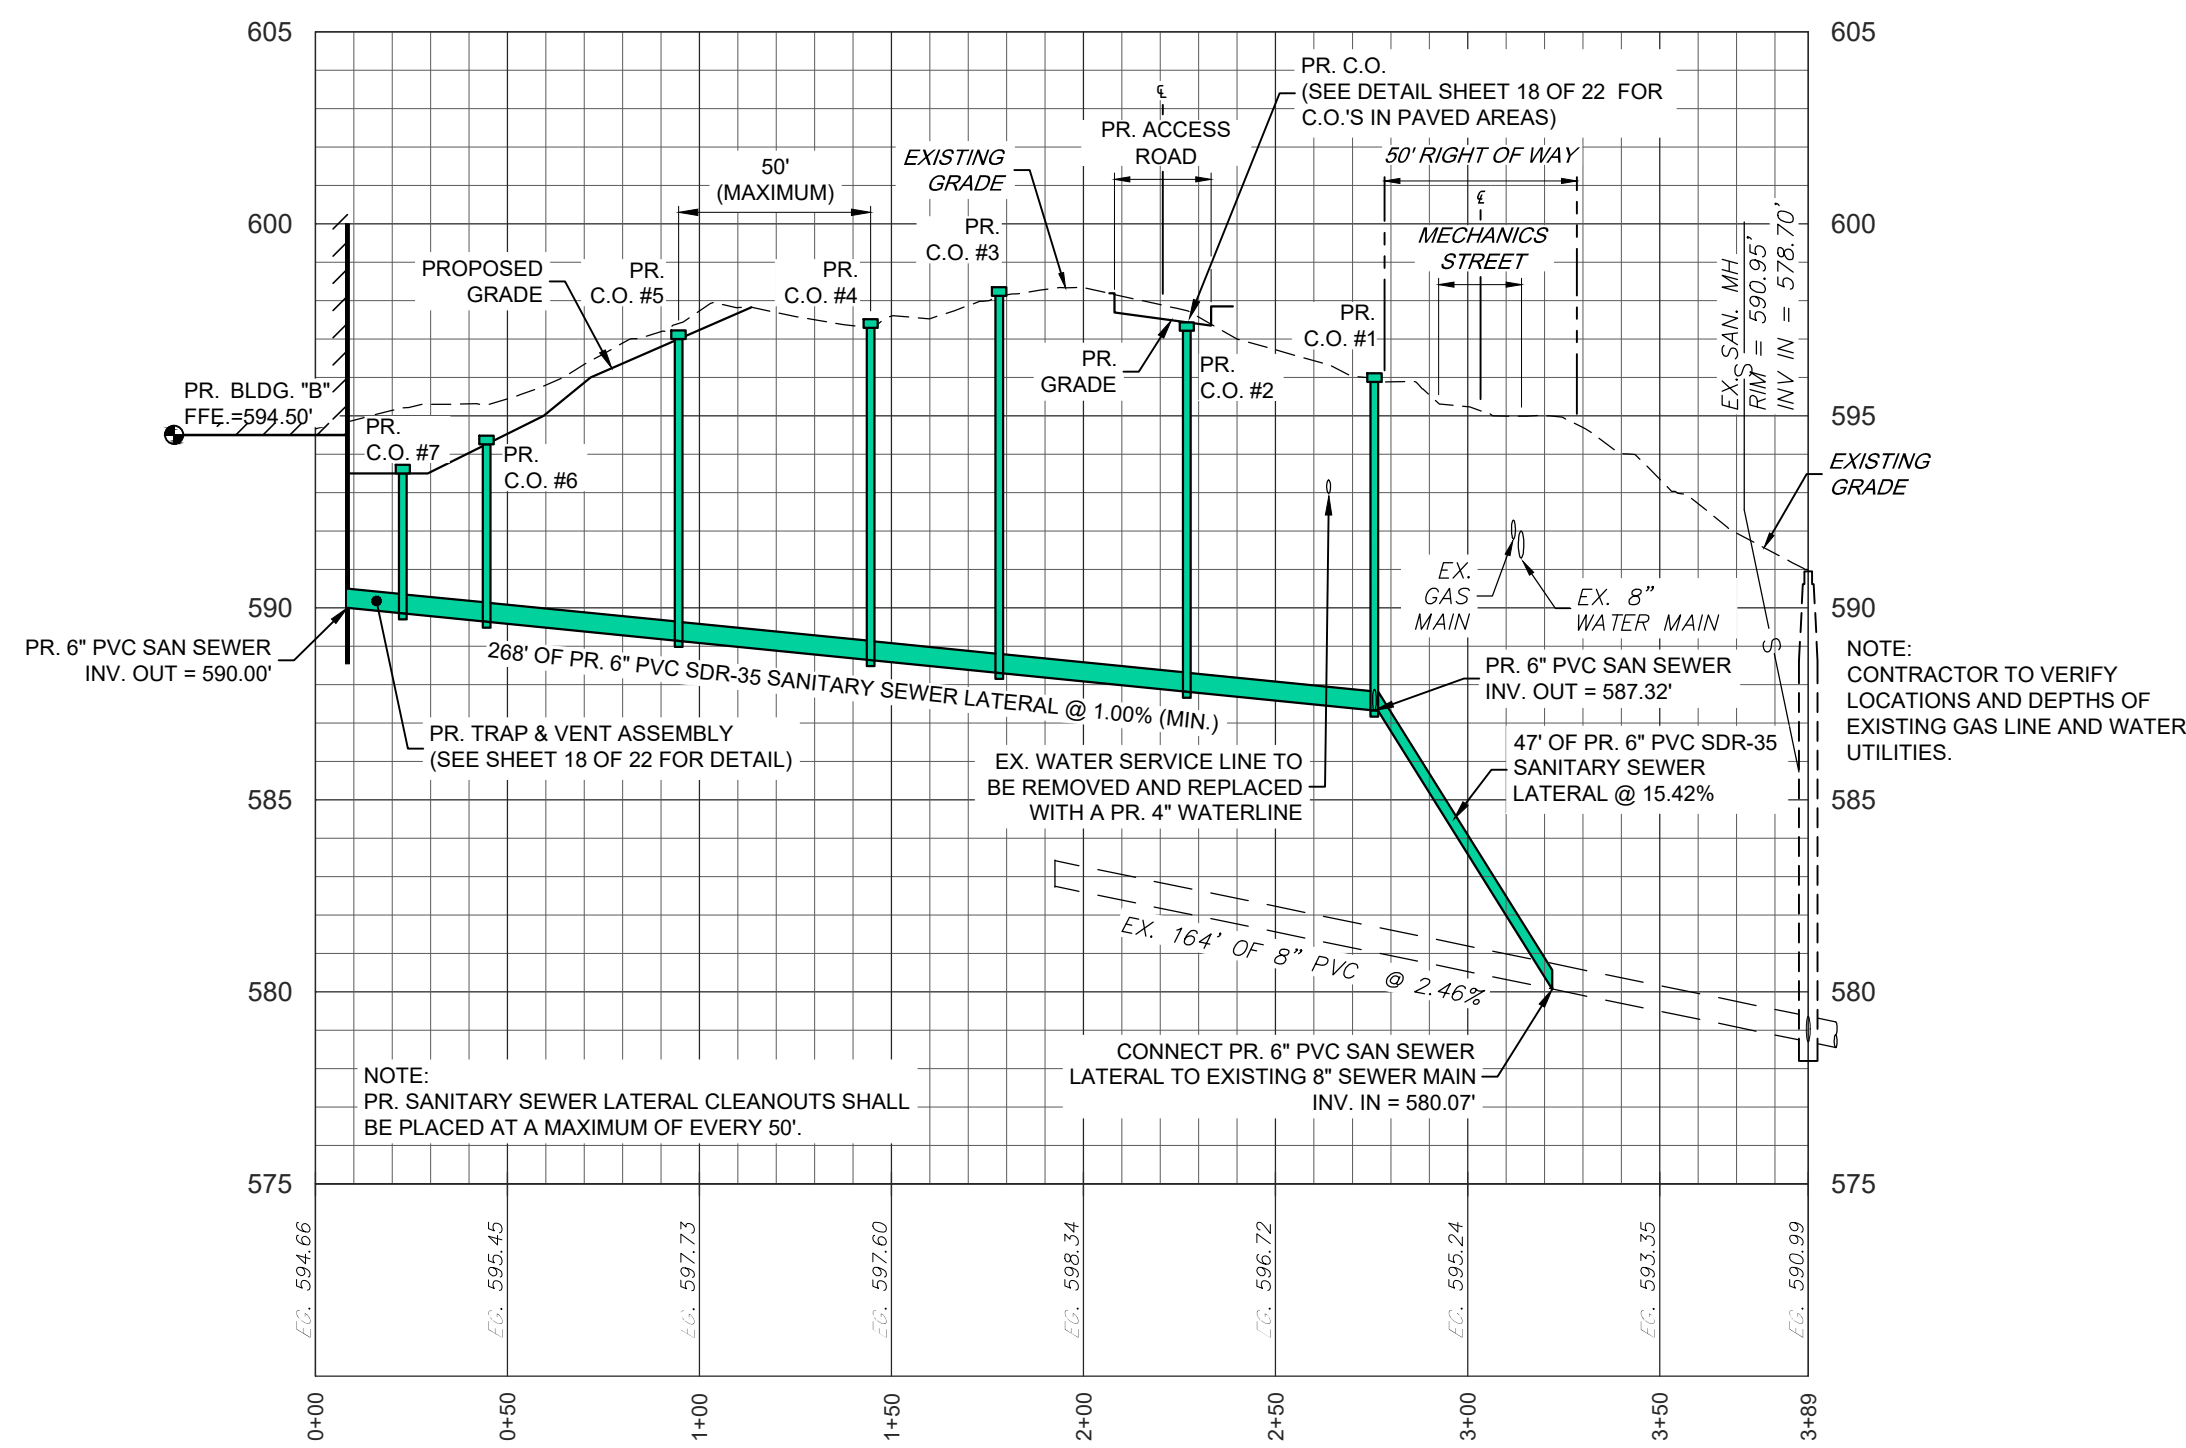 605
605
PR. C.O.
(SEE DETAIL SHEET 18 OF 22 FOR
C.O.'S IN PAVED AREAS)
℄
PR. ACCESS
ROAD
50'
(MAXIMUM)
EXISTING
GRADE
50' RIGHT OF WAY
℄
MECHANICS
STREET
600
600
PR.
C.O. #3
PR.
C.O. #4
PR.
C.O. #5
PROPOSED
GRADE
EX. SAN. MH
RIM = 590.95'
INV IN = 578.70'
S
PR.
C.O. #1
PR.
GRADE
PR.
C.O. #2
PR. BLDG. "B"
FFE.=594.50'
595
595
PR.
C.O. #7
PR.
C.O. #6
EXISTING
GRADE
EX.
GAS
MAIN
EX. 8"
WATER MAIN
590
590
S
PR. 6" PVC SAN SEWER
INV. OUT = 590.00'
268' OF PR. 6" PVC SDR-35 SANITARY SEWER LATERAL @ 1.00% (MIN.)
PR. 6" PVC SAN SEWER
INV. OUT = 587.32'
NOTE:
CONTRACTOR TO VERIFY
LOCATIONS AND DEPTHS OF
EXISTING GAS LINE AND WATER
UTILITIES.
PR. TRAP & VENT ASSEMBLY
(SEE SHEET 18 OF 22 FOR DETAIL)
EX. WATER SERVICE LINE TO
BE REMOVED AND REPLACED
WITH A PR. 4" WATERLINE
47' OF PR. 6" PVC SDR-35
SANITARY SEWER
LATERAL @ 15.42%
585
585
EX. 164' OF 8" PVC @ 2.46%
580
580
CONNECT PR. 6" PVC SAN SEWER
LATERAL TO EXISTING 8" SEWER MAIN
INV. IN = 580.07'
NOTE:
PR. SANITARY SEWER LATERAL CLEANOUTS SHALL
BE PLACED AT A MAXIMUM OF EVERY 50'.
575
575
EG. 594.66
EG. 595.45
EG. 597.73
EG. 597.60
EG. 598.34
EG. 596.72
EG. 595.24
EG. 593.35
EG. 590.99
0+00
0+50
1+00
1+50
2+00
2+50
3+00
3+50
3+89